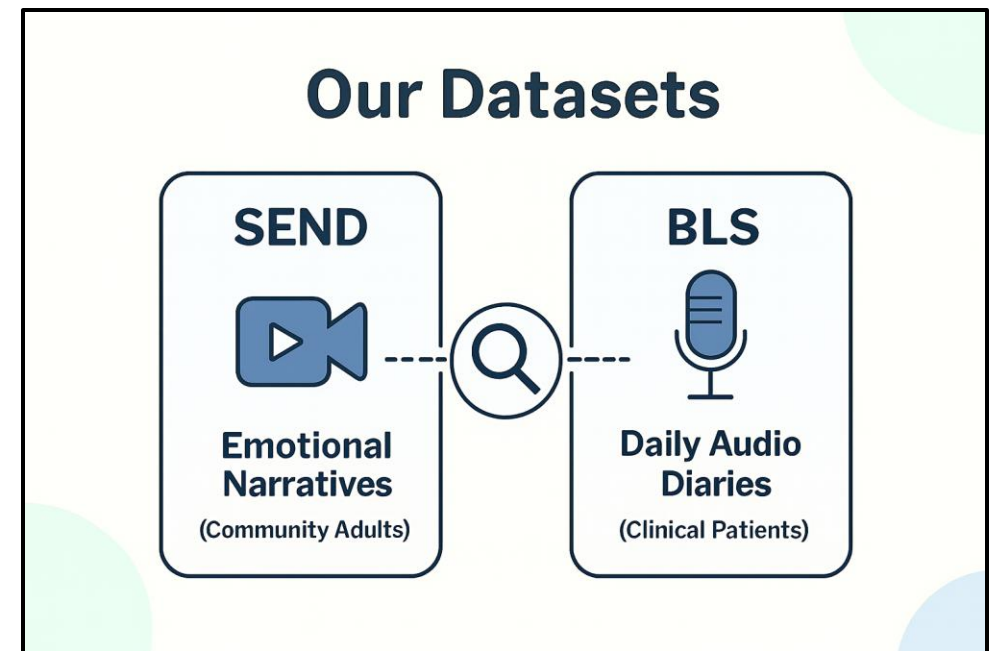 Our Datasets
SEND
Emotional
Narratives
(Community Adults)
BLS
Daily Audio
Diaries
(Clinical Patients)